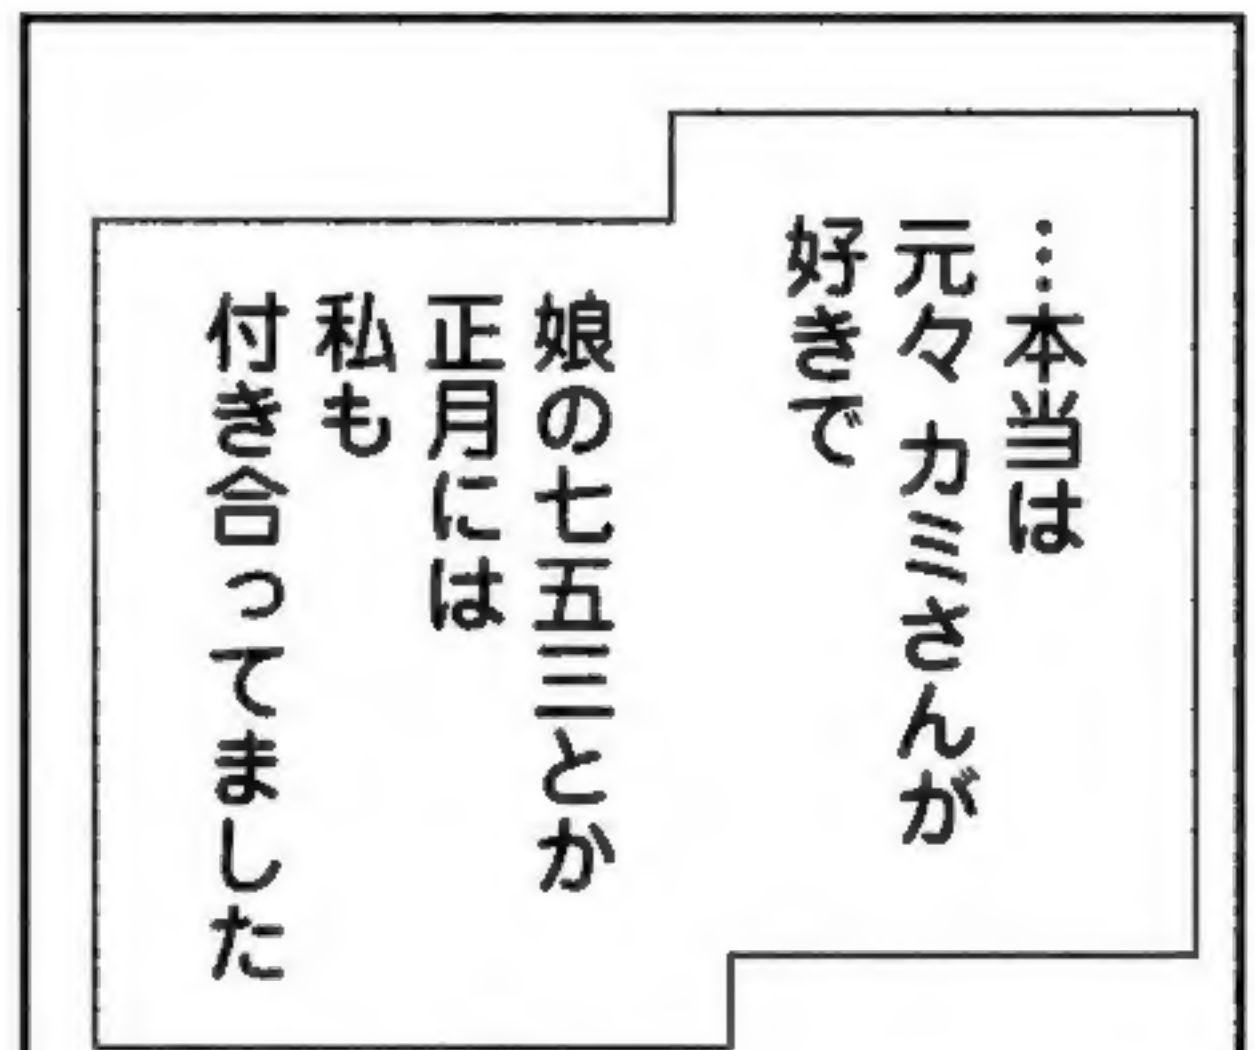 …本当は
元々 カミさんが
好きで
娘の七五三とか
正月には
私も
付き合ってました